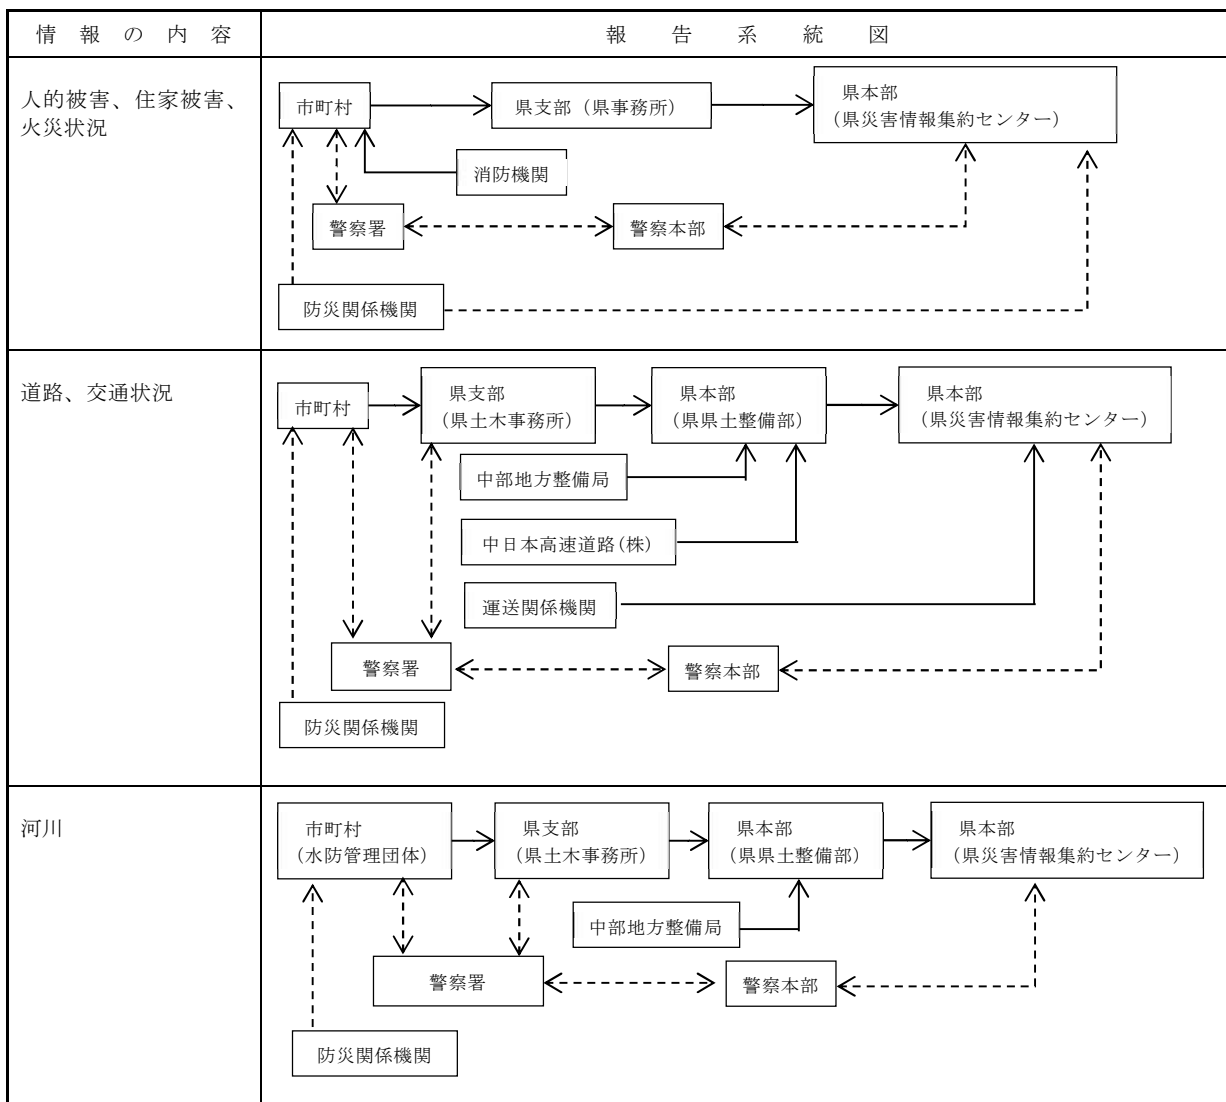 情報の内容
報告系統図
人的被害、住家被害、
火災状況
市町村
県支部（県事務所）
県本部
（県災害情報集約センター）
消防機関
警察署
警察本部
防災関係機関
道路、交通状況
市町村
県支部
（県土木事務所）
県本部
（県県土整備部）
県本部
（県災害情報集約センター）
中部地方整備局
中日本高速道路(株)
運送関係機関
警察署
警察本部
防災関係機関
河川
市町村
（水防管理団体）
県支部
（県土木事務所）
県本部
（県県土整備部）
県本部
（県災害情報集約センター）
中部地方整備局
警察署
警察本部
防災関係機関